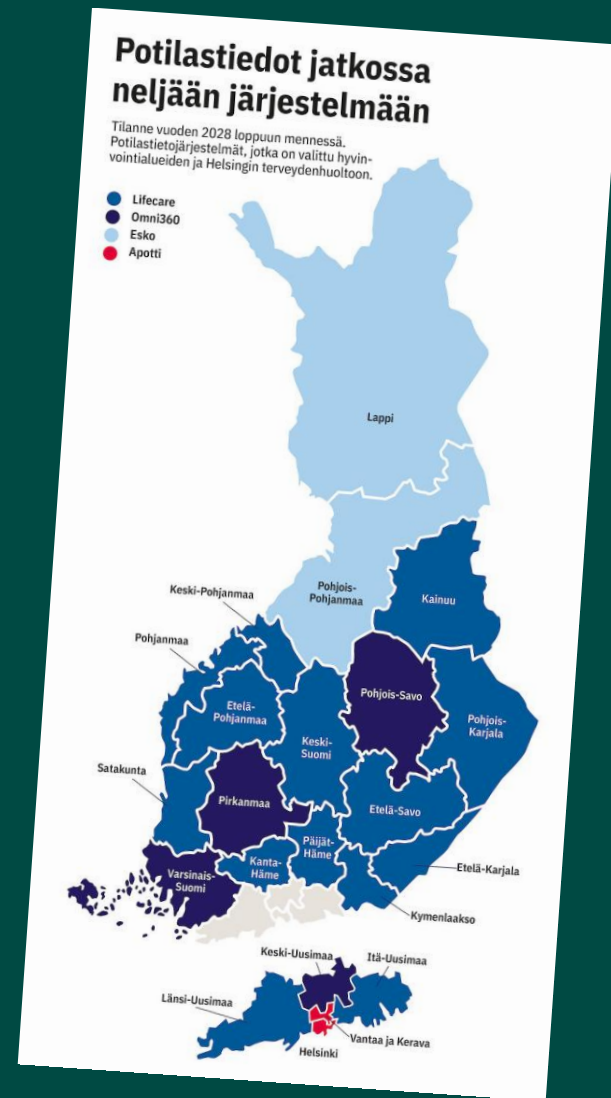 Potilastiedot jatkossa
neljään järjestelmään
Tilanne vuoden 2028 loppuun mennessä.
Potilastietojärjestelmät, jotka on valittu hyvin-
vointialueiden ja Helsingin terveydenhuoltoon.
Lifecare
Omni360
Esko
Apotti
Lappi
Pohjois-
Pohjanmaa
Kainuu
Keski-Pohjanmaa
Pohjanmaa
Etelä-
Pohjanmaa
Keski-
Suomi
Pohjois-Savo
Pohjois-
Karjala
Satakunta
Pirkanmaa
Etelä-Savo
Päijät-
Häme
Kanta-
Häme
Varsinais-
Suomi
Etelä-Karjala
Kymenlaakso
Keski-Uusimaa
Itä-Uusimaa
Länsi-Uusimaa
Vantaa ja Kerava
Helsinki